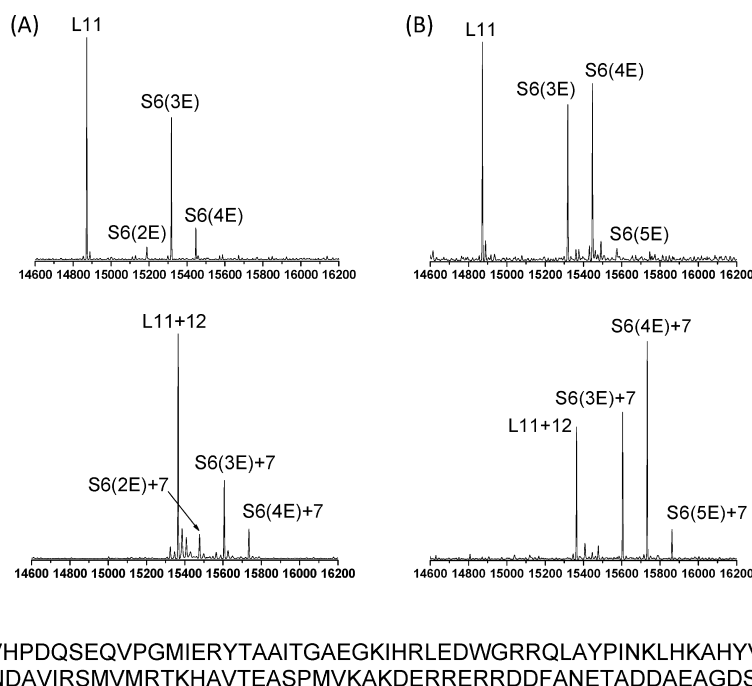 (A)
(B)
L11
S6(3E)
S6(2E)
S6(4E)
14600 14800 15000 15200 15400 15600 15800 16000 16200
L11
S6(4E)
S6(3E)
S6(5E)
14600 14800 15000 15200 15400 15600 15800 16000 16200
L11+12
S6(3E)+7
S6(2E)+7
S6(4E)+7
14600 14800 15000 15200 15400 15600 15800 16000 16200
S6(4E)+7
S6(3E)+7
L11+12
S6(5E)+7
14600 14800 15000 15200 15400 15600 15800 16000 16200
VHPDQSEQVPGMIERYTAAITGAEGKIHRLEDWGRRQLAYPINKLHKAHYV
NDAVIRSMVMRTKHAVTEASPMVKAKDERRERRDDFANETADDAEAGDS